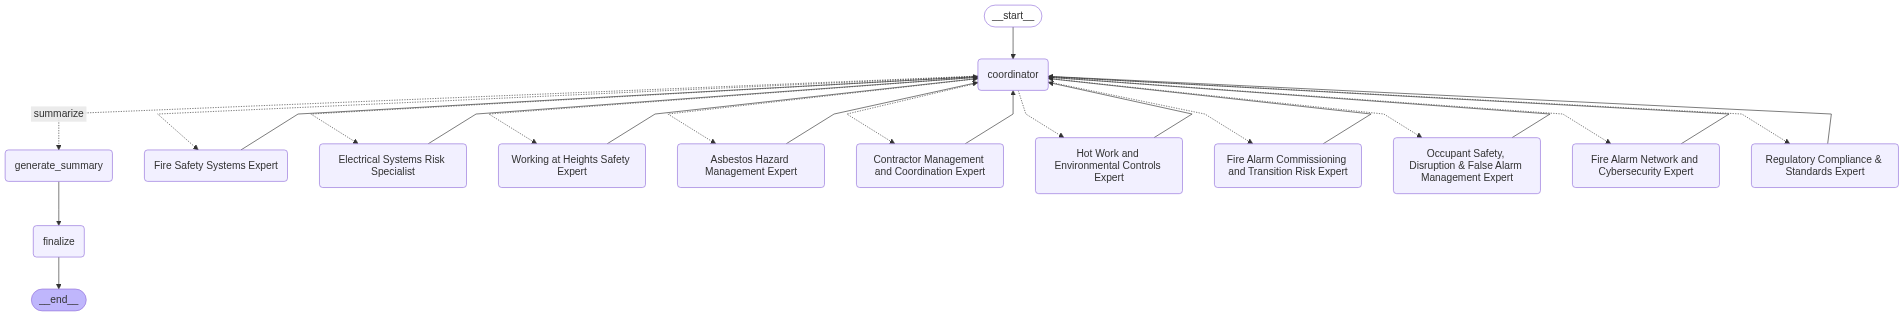 __start__
coordinator
summarize
generate_summary
Fire Safety Systems Expert
Electrical Systems Risk
Specialist
Working at Heights Safety
Expert
Asbestos Hazard
Management Expert
Contractor Management
and Coordination Expert
Hot Work and
Environmental Controls
Expert
Fire Alarm Commissioning
and Transition Risk Expert
Occupant Safety,
Disruption & False Alarm
Management Expert
Fire Alarm Network and
Cybersecurity Expert
Regulatory Compliance &
Standards Expert
finalize
__end__